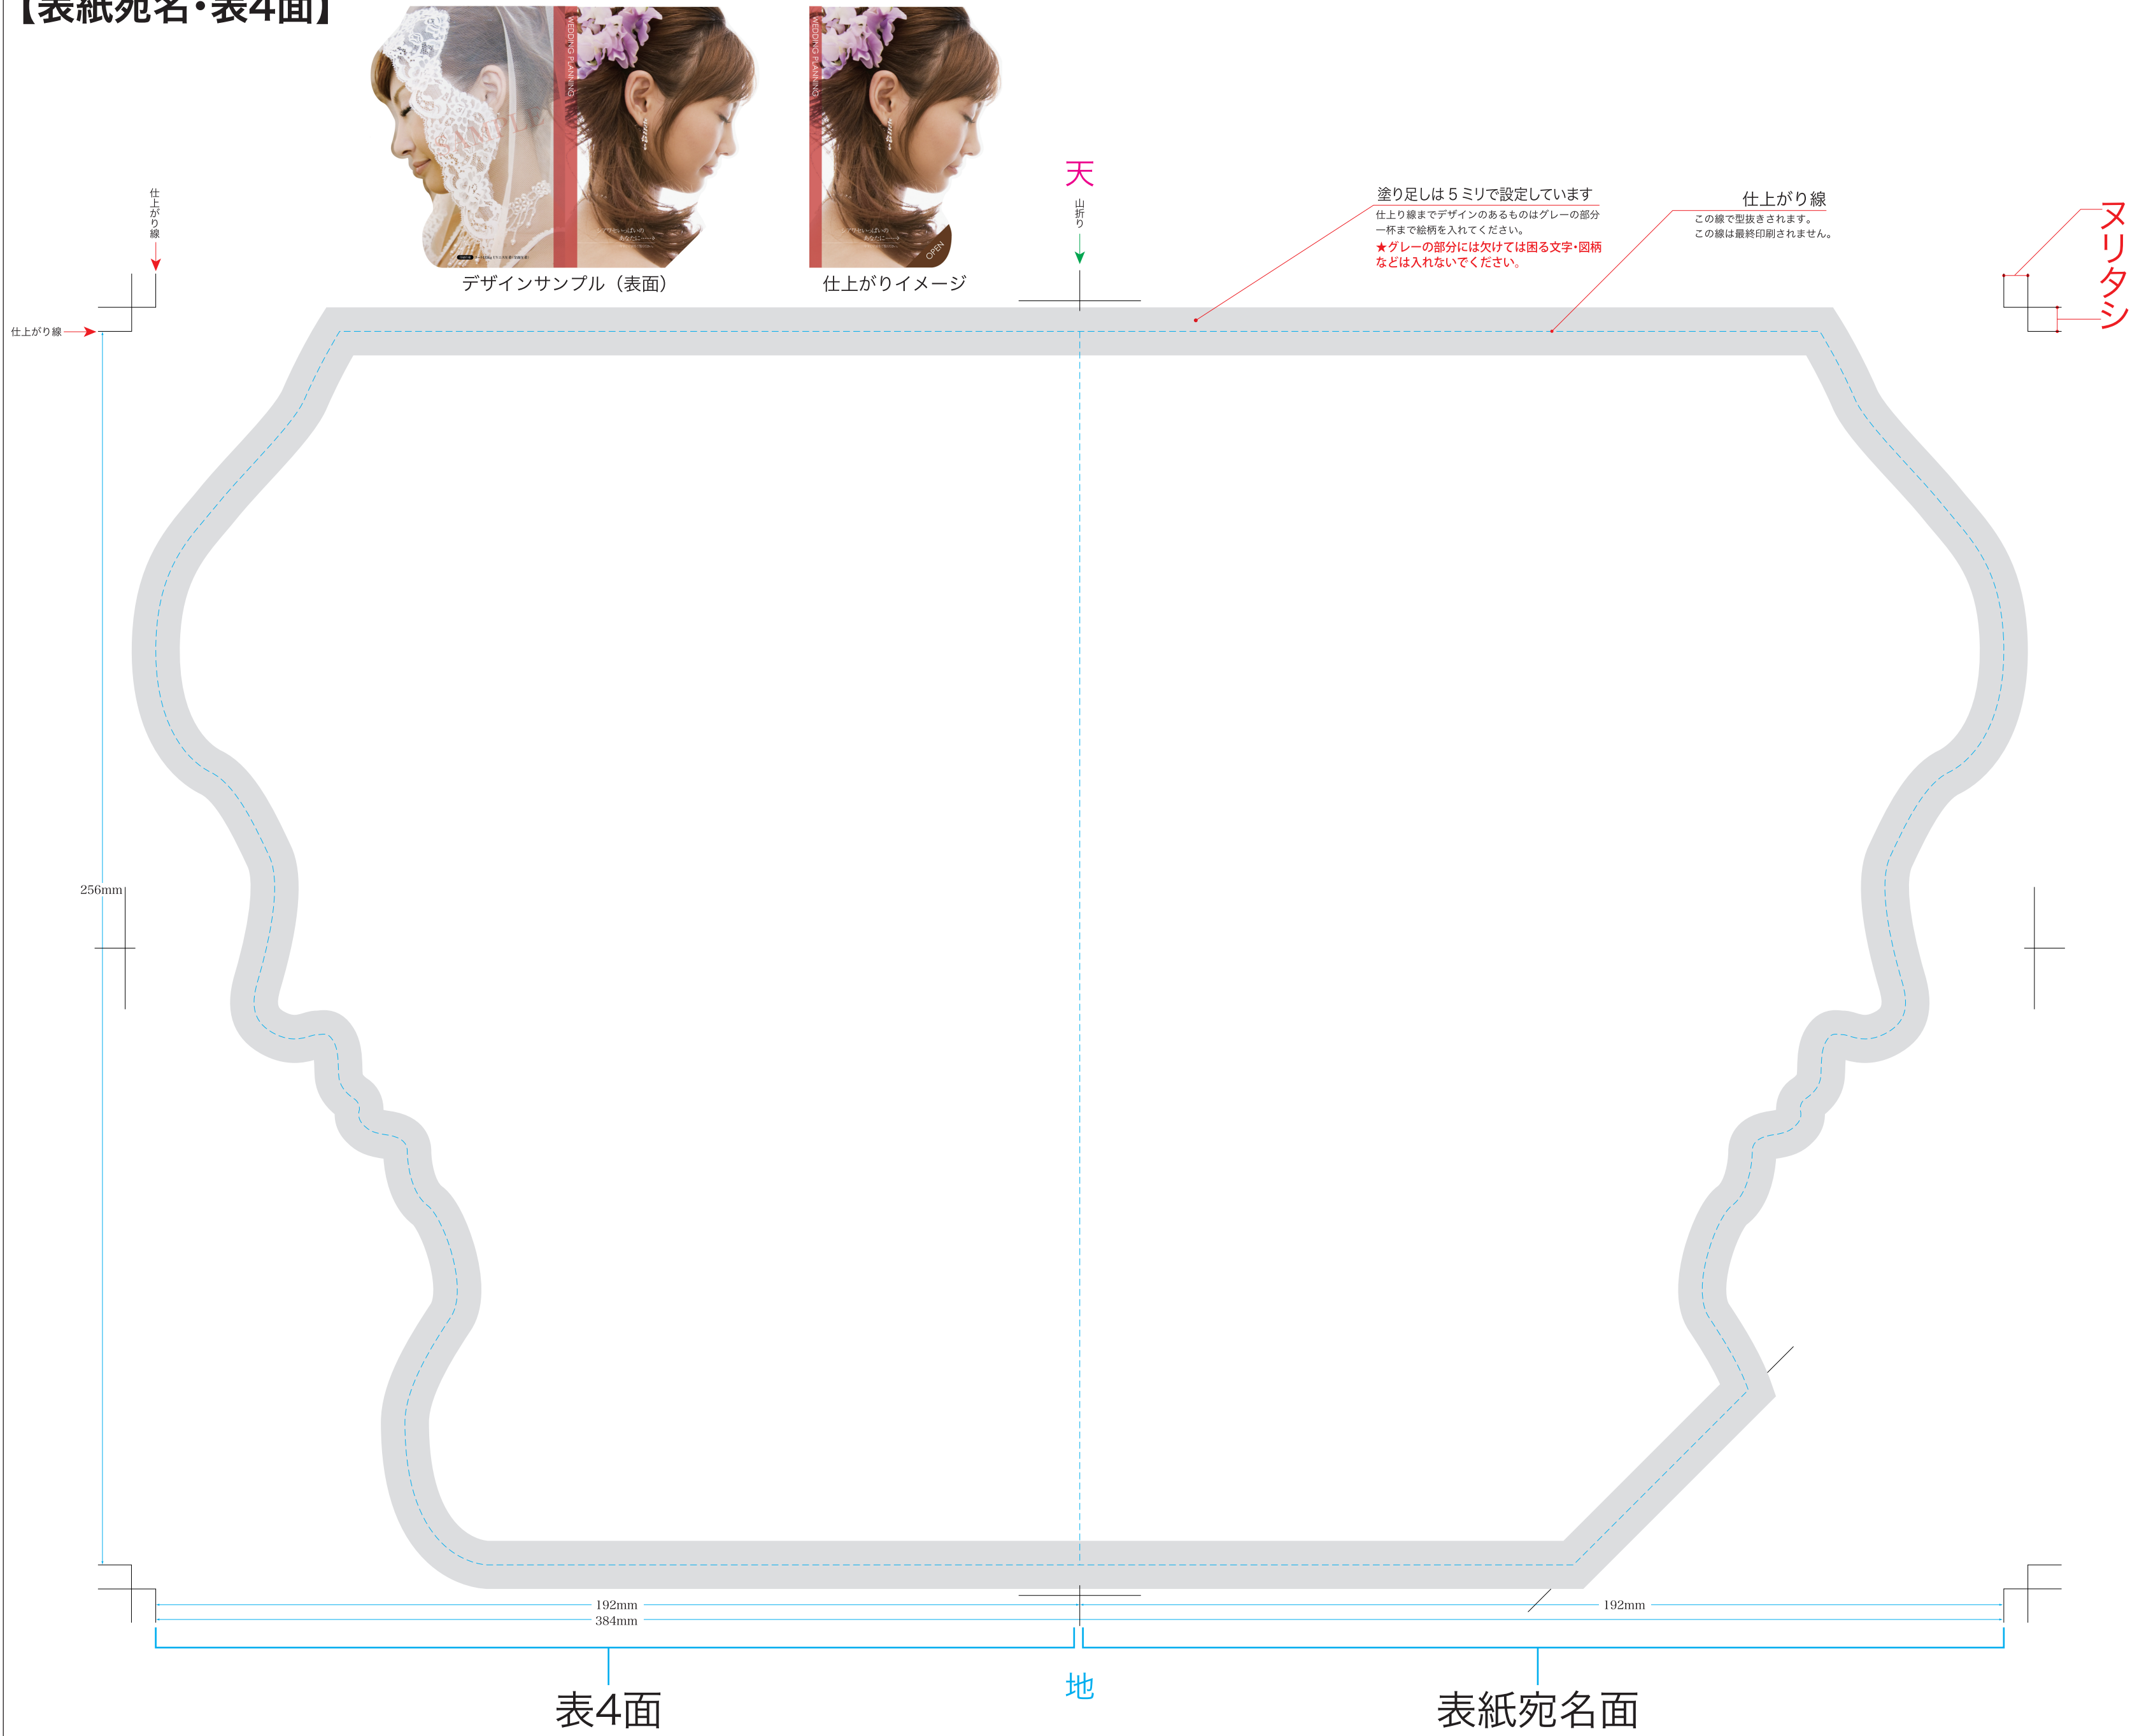 【表紙宛名・表4面】
WEDDING PLANNING
あなたに
デザインサンプル（表面）
WEDDING PLANNING
あなたに
OPEN
仕上がりイメージ
仕上がり線
仕上がり線
天
山折り
塗り足しは5ミリで設定しています
仕上り線までデザインのあるものはグレーの部分
一杯まで絵柄を入れてください。
★グレーの部分には欠けては困る文字・図柄
などは入れないでください。
仕上がり線
この線で型抜きされます。
この線は最終印刷されません。
ヌリタシ
256mm
192mm
192mm
384mm
地
表4面
表紙宛名面